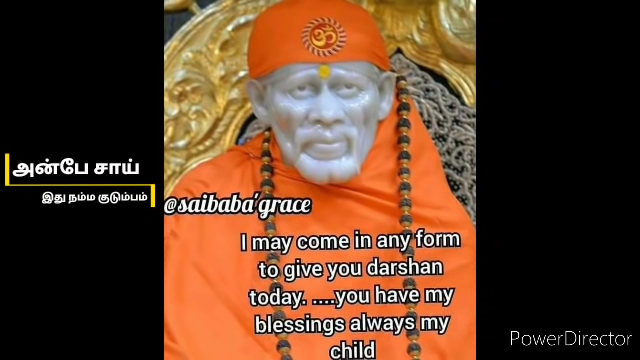 அன்பே சாய்
இது நம்ம குடும்பம்
@saibaba'grace
I may come in any form
to give you darshan
today. ....you have my
blessings always my
child
PowerDirector